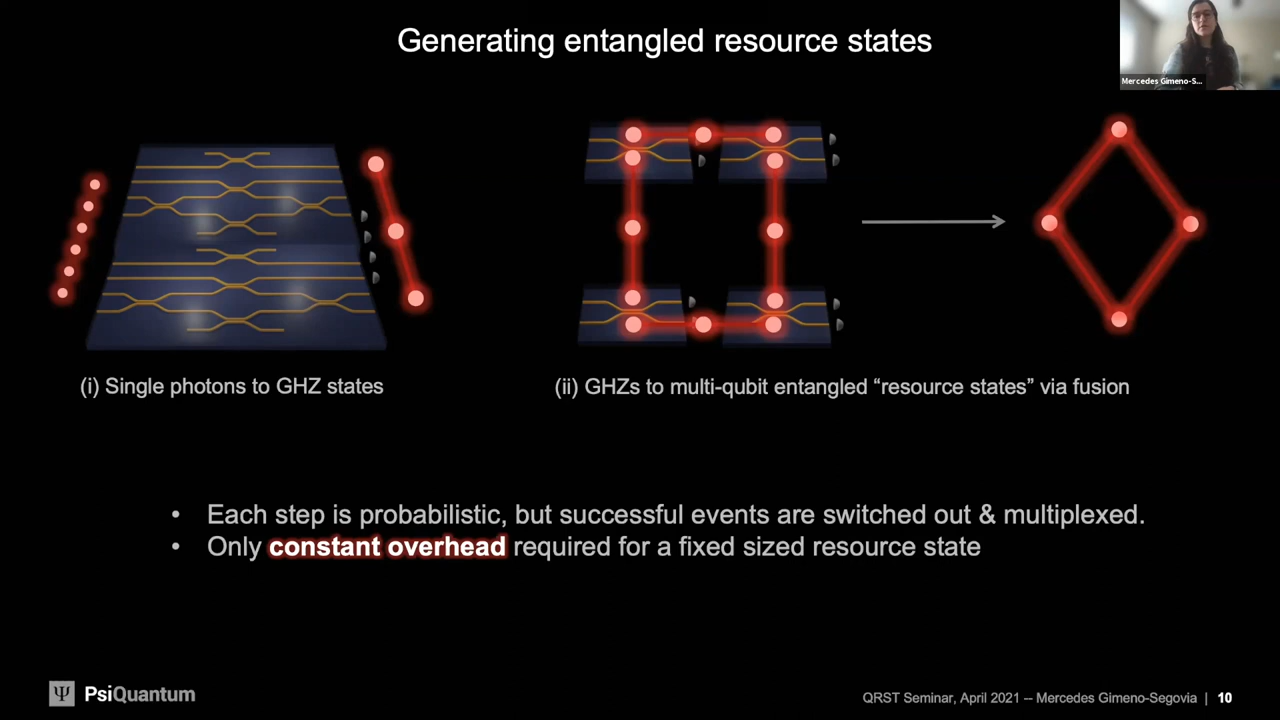 Generating entangled resource states
Mercedes Gimeno-S...
(i) Single photons to GHZ states
(ii) GHZs to multi-qubit entangled “resource states” via fusion
• Each step is probabilistic, but successful events are switched out & multiplexed.
• Only constant overhead required for a fixed sized resource state
Ψ PsiQuantum
QRST Seminar, April 2021 -- Mercedes Gimeno-Segovia | 10